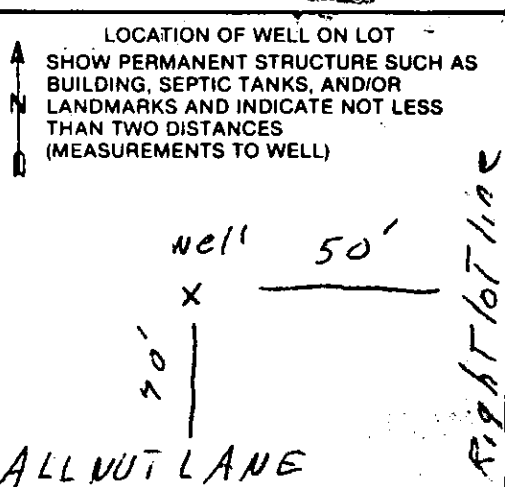 LOCATION OF WELL ON LOT
SHOW PERMANENT STRUCTURE SUCH AS
BUILDING, SEPTIC TANKS, AND/OR
LANDMARKS AND INDICATE NOT LESS
THAN TWO DISTANCES
(MEASUREMENTS TO WELL)
N
Well 50'
X
70'
Right lot line
ALLNUT LANE